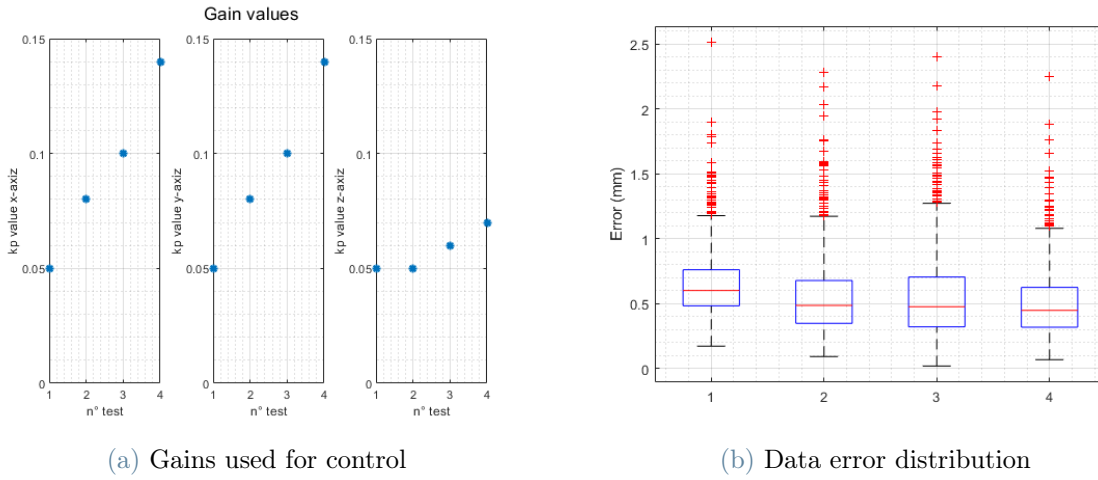 Gain values
0.15
0.1
0.05
0
kp value x-axiz
1 2 3 4
n° test
0.15
0.1
0.05
0
kp value y-axiz
1 2 3 4
n° test
0.15
0.1
0.05
0
kp value z-axiz
1 2 3 4
n° test
(a) Gains used for control
2.5
2
1.5
1
0.5
0
Error (mm)
1 2 3 4
(b) Data error distribution